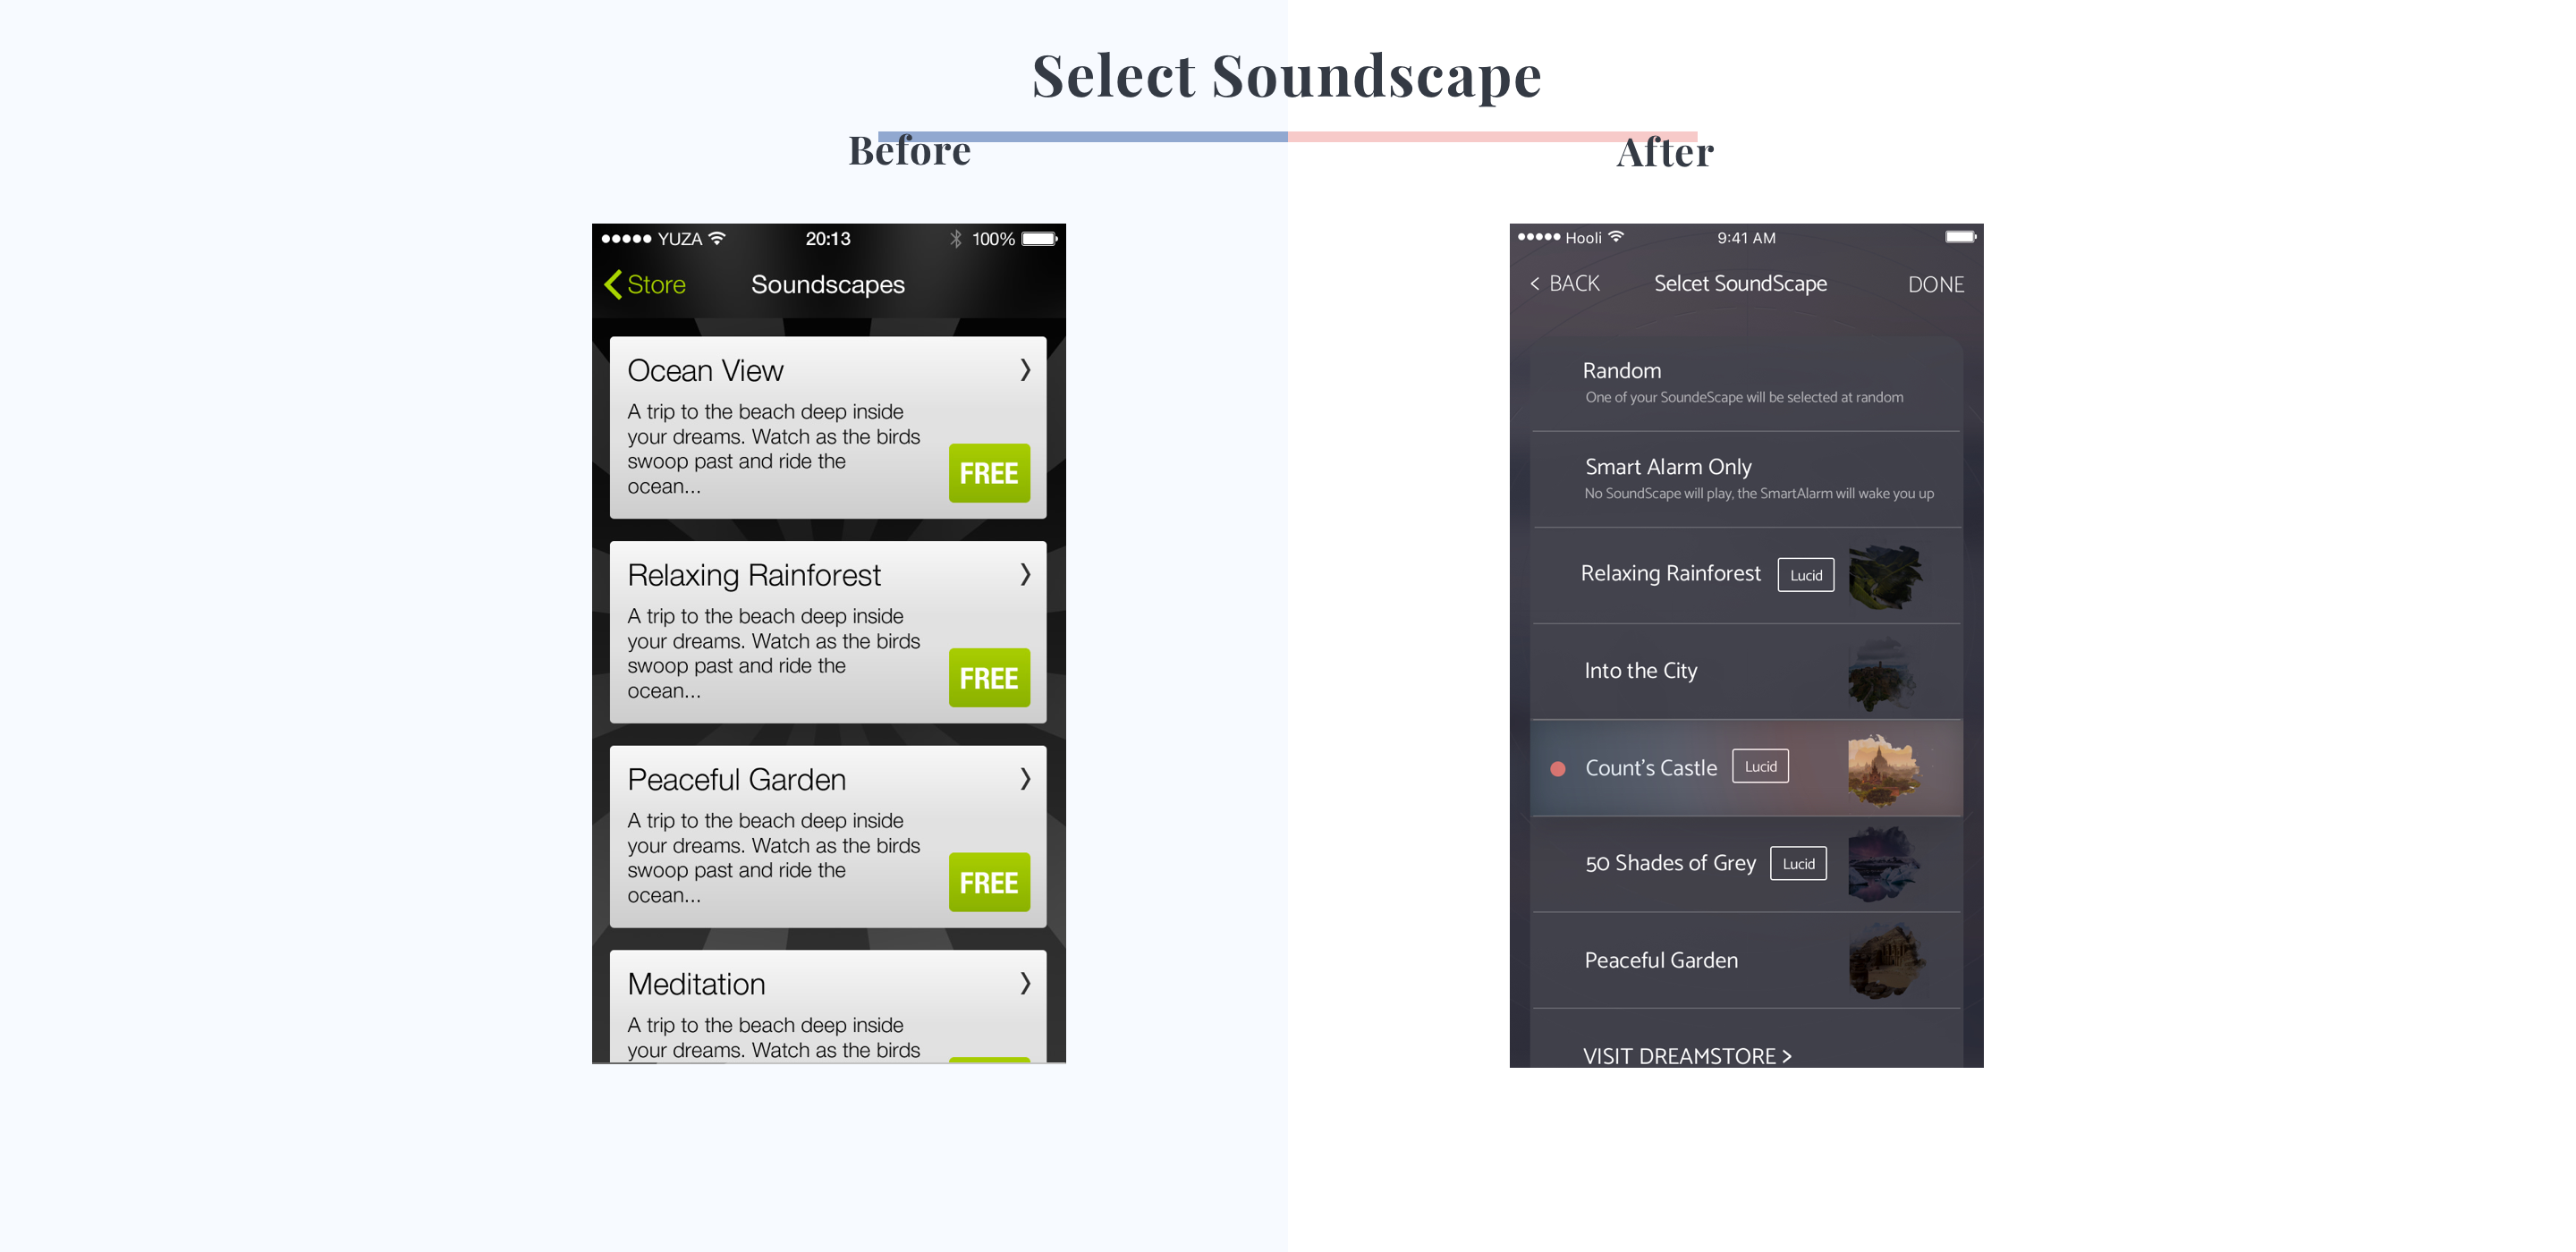 Select Soundscape
Before
After
YUZA
20:13
100%
Store
Soundscapes
Ocean View
A trip to the beach deep inside
your dreams. Watch as the birds
swoop past and ride the
ocean...
FREE
Relaxing Rainforest
A trip to the beach deep inside
your dreams. Watch as the birds
swoop past and ride the
ocean...
FREE
Peaceful Garden
A trip to the beach deep inside
your dreams. Watch as the birds
swoop past and ride the
ocean...
FREE
Meditation
A trip to the beach deep inside
your dreams. Watch as the birds
Hooli
9:41 AM
< BACK
Selcet SoundScape
DONE
Random
One of your SoundeScape will be selected at random
Smart Alarm Only
No SoundScape will play, the SmartAlarm will wake you up
Relaxing Rainforest
Lucid
Into the City
Count's Castle
Lucid
50 Shades of Grey
Lucid
Peaceful Garden
VISIT DREAMSTORE >